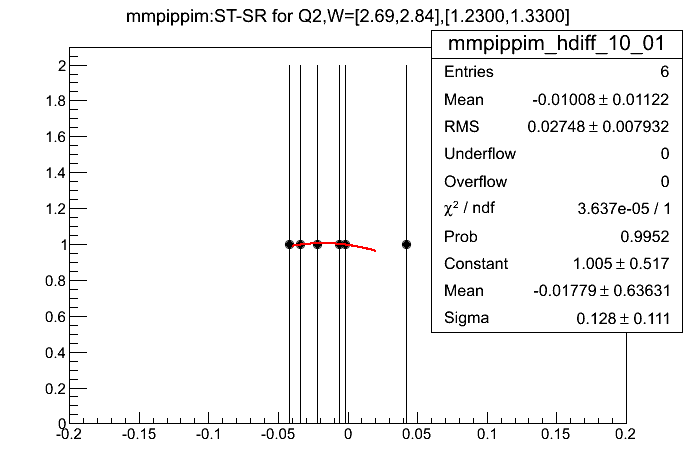 mmpippim:ST-SR for Q2,W=[2.69,2.84],[1.2300,1.3300]
mmpippim_hdiff_10_01
Entries 6
Mean -0.01008 ± 0.01122
RMS 0.02748 ± 0.007932
Underflow 0
Overflow 0
χ² / ndf 3.637e-05 / 1
Prob 0.9952
Constant 1.005 ± 0.517
Mean -0.01779 ± 0.63631
Sigma 0.128 ± 0.111
2
1.8
1.6
1.4
1.2
1
0.8
0.6
0.4
0.2
0
-0.2 -0.15 -0.1 -0.05 0 0.05 0.1 0.15 0.2